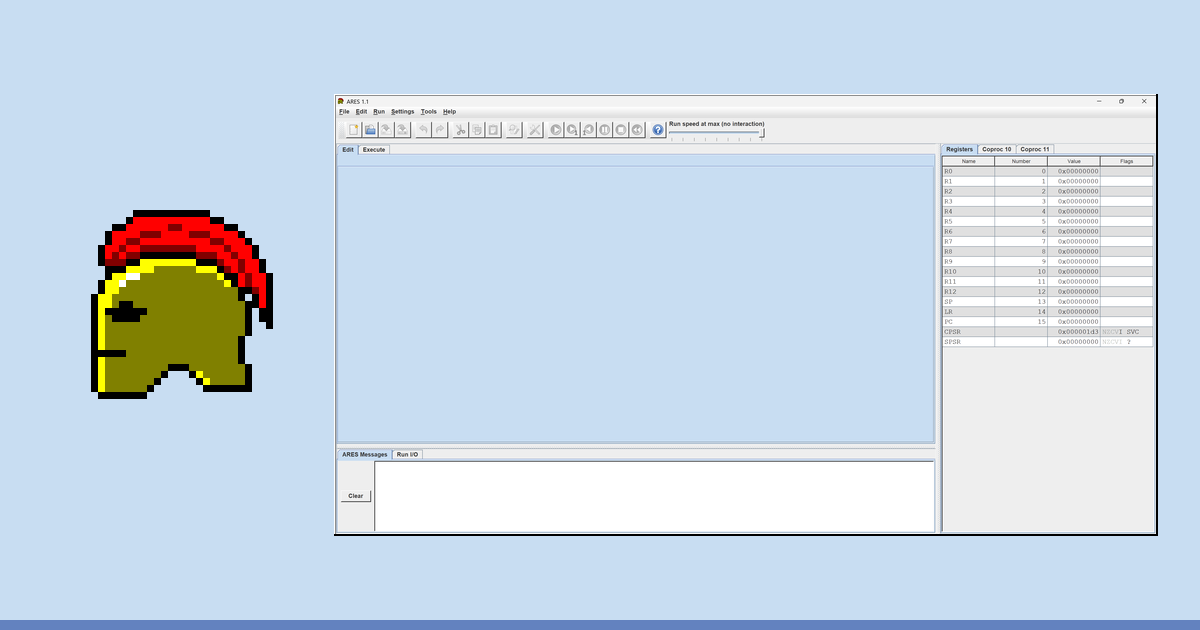 ARES 1.1
File Edit Run Settings Tools Help
Run speed at max (no interaction)
Edit Execute
Registers Coproc 10 Coproc 11
Name Number Value Flags
R0 0 0x00000000
R1 1 0x00000000
R2 2 0x00000000
R3 3 0x00000000
R4 4 0x00000000
R5 5 0x00000000
R6 6 0x00000000
R7 7 0x00000000
R8 8 0x00000000
R9 9 0x00000000
R10 10 0x00000000
R11 11 0x00000000
R12 12 0x00000000
SP 13 0x00000000
LR 14 0x00000000
PC 15 0x00000000
CPSR 0x000001d3 NZCVI SVC
SPSR 0x00000000 NZCVI ?
ARES Messages Run I/O
Clear